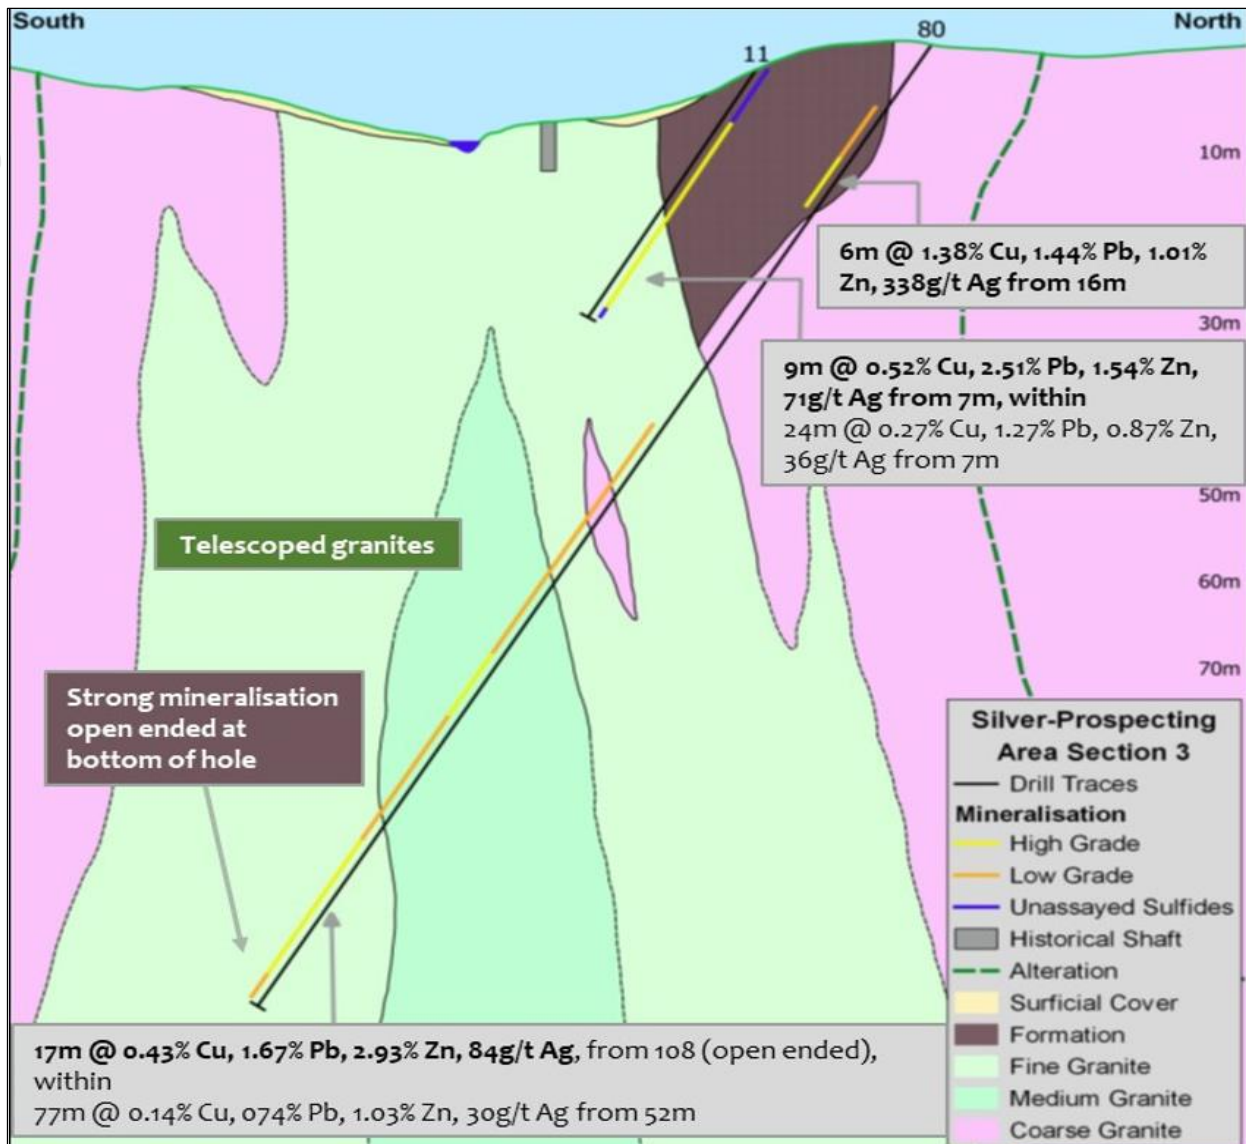 South
North
80
11
10m
6m @ 1.38% Cu, 1.44% Pb, 1.01%
Zn, 338g/t Ag from 16m
30m
9m @ 0.52% Cu, 2.51% Pb, 1.54% Zn,
71g/t Ag from 7m, within
24m @ 0.27% Cu, 1.27% Pb, 0.87% Zn,
36g/t Ag from 7m
50m
Telescoped granites
60m
70m
Strong mineralisation
open ended at
bottom of hole
Silver-Prospecting
Area Section 3
Drill Traces
Mineralisation
High Grade
Low Grade
Unassayed Sulfides
Historical Shaft
Alteration
Surficial Cover
Formation
Fine Granite
Medium Granite
Coarse Granite
17m @ 0.43% Cu, 1.67% Pb, 2.93% Zn, 84g/t Ag, from 108 (open ended),
within
77m @ 0.14% Cu, 074% Pb, 1.03% Zn, 30g/t Ag from 52m